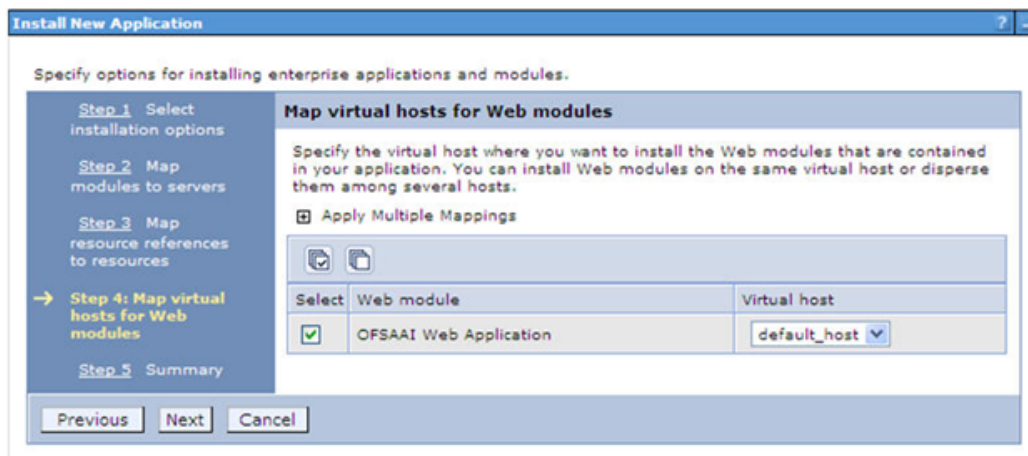 Install New Application
?
Specify options for installing enterprise applications and modules.
Step 1 Select
installation options
Step 2 Map
modules to servers
Step 3 Map
resource references
to resources
Step 4: Map virtual
hosts for Web
modules
Step 5 Summary
Map virtual hosts for Web modules
Specify the virtual host where you want to install the Web modules that are contained
in your application. You can install Web modules on the same virtual host or disperse
them among several hosts.
Apply Multiple Mappings
Select Web module Virtual host
OFSAAI Web Application default_host
Previous Next Cancel